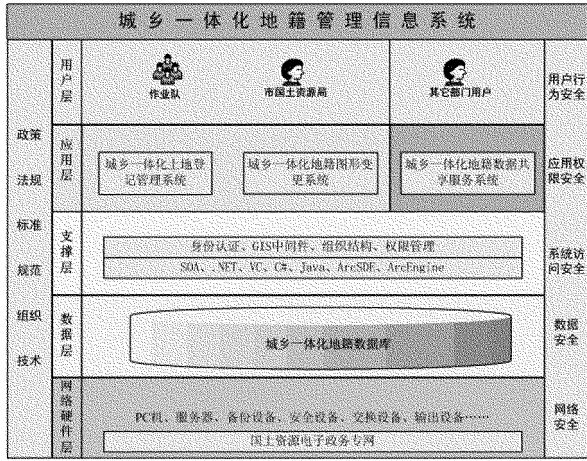 城乡一体化地籍管理信息系统
政策
法规
标准
规范
组织
技术
用户层
作业队
市国土资源局
其它部门用户
用户行
为安全
应用层
城乡一体化土地登
记管理系统
城乡一体化地籍图形变
更系统
城乡一体化地籍数据共
享服务系统
应用权
限安全
支撑层
身份认证、GIS中间件、组织结构、权限管理
SOA、.NET、VC、C#、Java、ArcSDE、ArcEngine
系统访
问安全
数据层
城乡一体化地籍数据库
数据
安全
网络硬件层
PC机、服务器、备份设备、安全设备、交换设备、输出设备……
国土资源电子政务专网
网络
安全